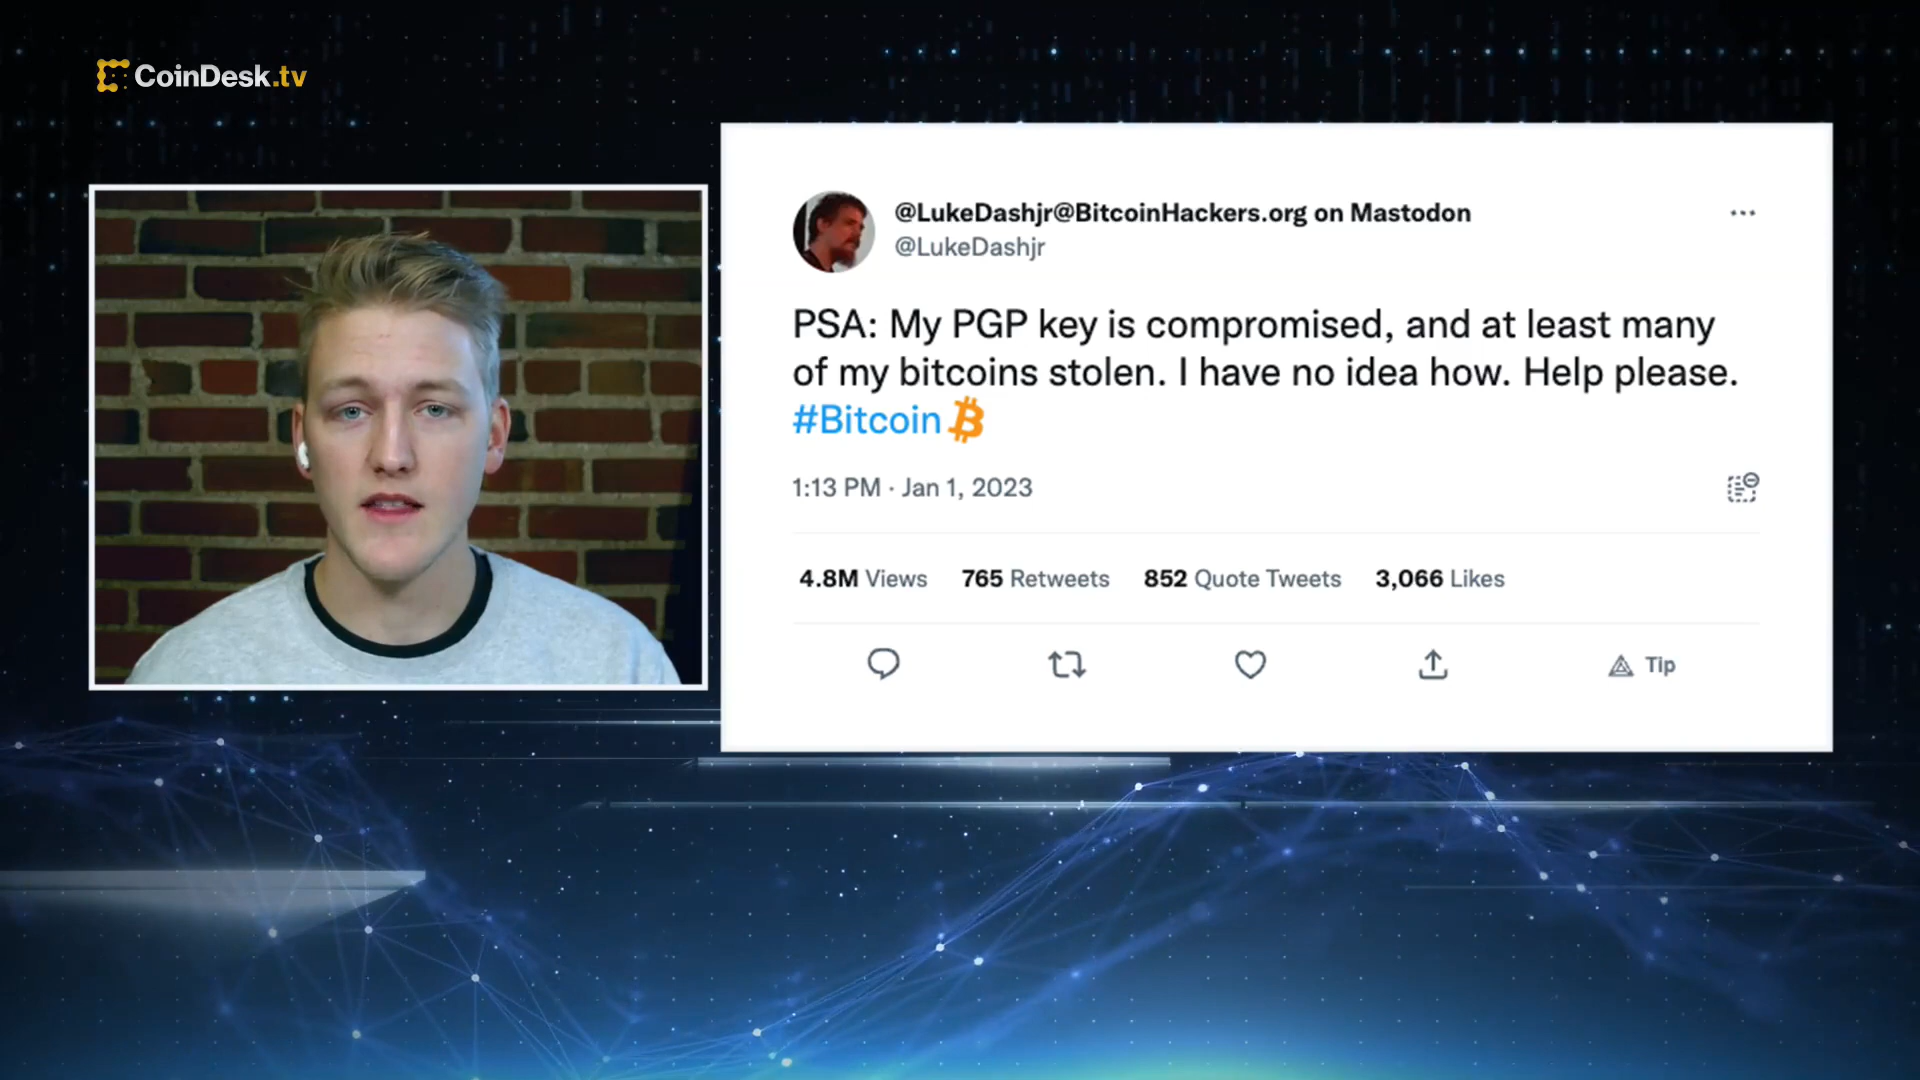 CoinDesk.tv
@LukeDashjr@BitcoinHackers.org on Mastodon
@LukeDashjr
PSA: My PGP key is compromised, and at least many
of my bitcoins stolen. I have no idea how. Help please.
#Bitcoin
1:13 PM · Jan 1, 2023
4.8M Views 765 Retweets 852 Quote Tweets 3,066 Likes
Tip